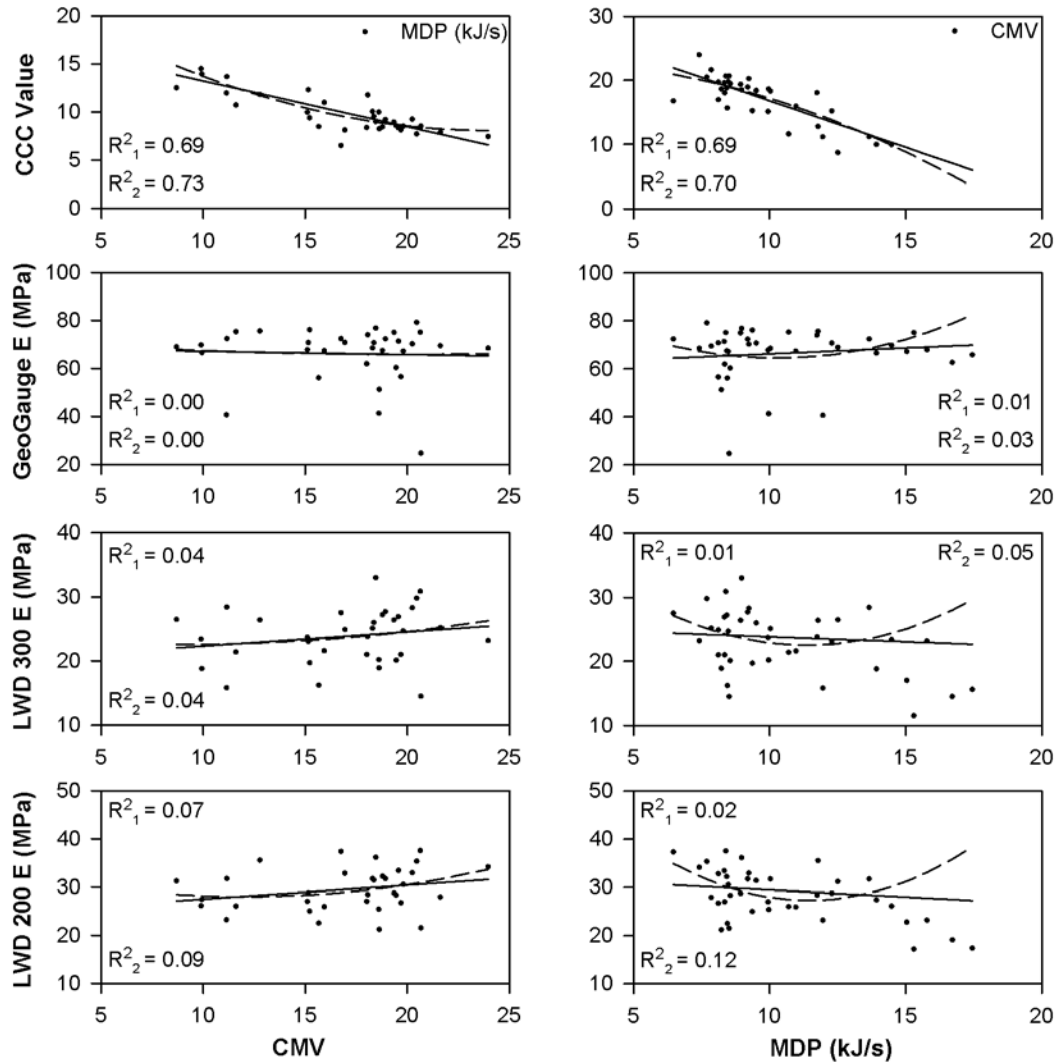 CCC Value
20
15
10
5
0
MDP (kJ/s)
R²₁ = 0.69
R²₂ = 0.73
5 10 15 20 25
30
20
10
0
CMV
R²₁ = 0.69
R²₂ = 0.70
5 10 15 20
GeoGauge E (MPa)
100
80
60
40
20
R²₁ = 0.00
R²₂ = 0.00
5 10 15 20 25
100
80
60
40
20
R²₁ = 0.01
R²₂ = 0.03
5 10 15 20
LWD 300 E (MPa)
40
30
20
10
R²₁ = 0.04
R²₂ = 0.04
5 10 15 20 25
40
30
20
10
R²₁ = 0.01 R²₂ = 0.05
5 10 15 20
LWD 200 E (MPa)
50
40
30
20
10
R²₁ = 0.07
R²₂ = 0.09
5 10 15 20 25
CMV
50
40
30
20
10
R²₁ = 0.02
R²₂ = 0.12
5 10 15 20
MDP (kJ/s)